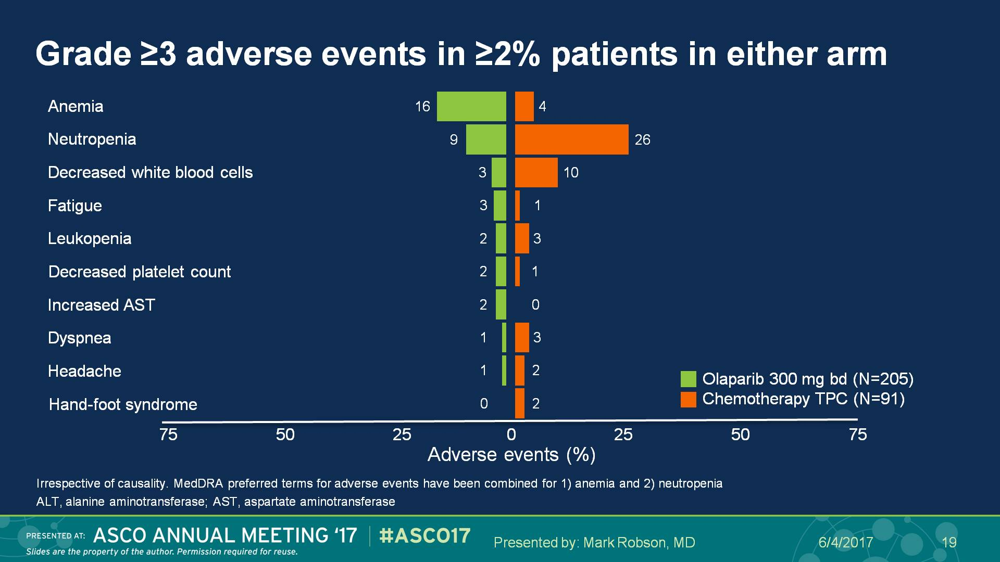 Grade ≥3 adverse events in ≥2% patients in either arm
Anemia 16 4
Neutropenia 9 26
Decreased white blood cells 3 10
Fatigue 3 1
Leukopenia 2 3
Decreased platelet count 2 1
Increased AST 2 0
Dyspnea 1 3
Headache 1 2
Hand-foot syndrome 0 2
Olaparib 300 mg bd (N=205)
Chemotherapy TPC (N=91)
75 50 25 0 25 50 75
Adverse events (%)
Irrespective of causality. MedDRA preferred terms for adverse events have been combined for 1) anemia and 2) neutropenia
ALT, alanine aminotransferase; AST, aspartate aminotransferase
PRESENTED AT: ASCO ANNUAL MEETING ‘17 #ASCO17 Presented by: Mark Robson, MD 6/4/2017 19
Slides are the property of the author. Permission required for reuse.